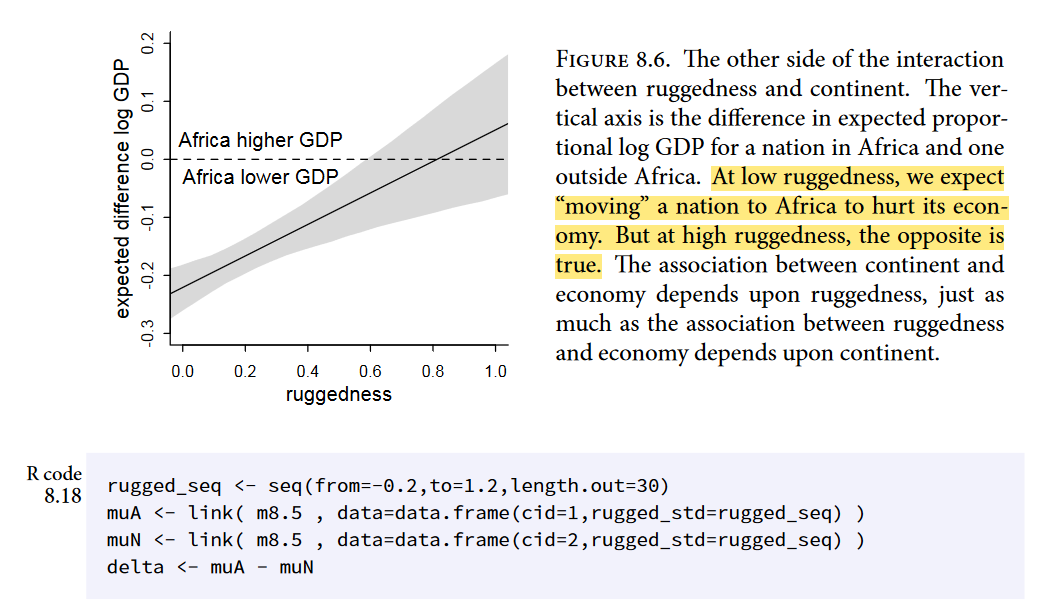 0.2
0.1
0.0
-0.1
-0.2
-0.3
expected difference log GDP
Africa higher GDP
Africa lower GDP
0.0 0.2 0.4 0.6 0.8 1.0
ruggedness
FIGURE 8.6. The other side of the interaction
between ruggedness and continent. The ver-
tical axis is the difference in expected propor-
tional log GDP for a nation in Africa and one
outside Africa. At low ruggedness, we expect
“moving” a nation to Africa to hurt its econ-
omy. But at high ruggedness, the opposite is
true. The association between continent and
economy depends upon ruggedness, just as
much as the association between ruggedness
and economy depends upon continent.
R code
8.18
rugged_seq <- seq(from=-0.2,to=1.2,length.out=30)
muA <- link( m8.5 , data=data.frame(cid=1,rugged_std=rugged_seq) )
muN <- link( m8.5 , data=data.frame(cid=2,rugged_std=rugged_seq) )
delta <- muA - muN